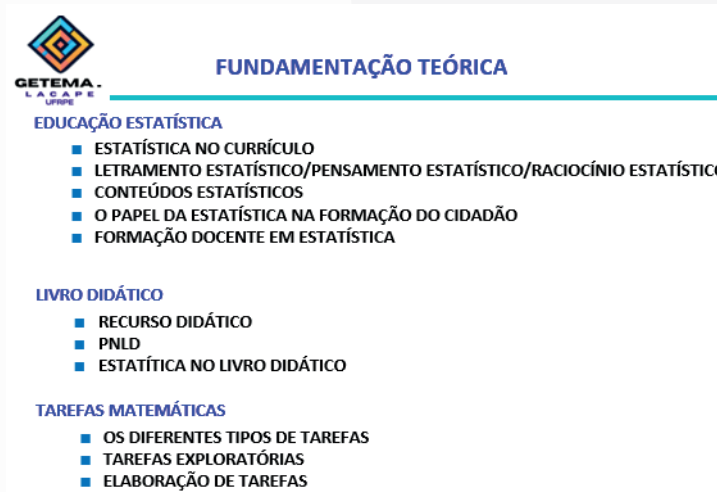 GETEMA.
LACAPE
UFRPE
FUNDAMENTAÇÃO TEÓRICA
EDUCAÇÃO ESTATÍSTICA
ESTATÍSTICA NO CURRÍCULO
LETRAMENTO ESTATÍSTICO/PENSAMENTO ESTATÍSTICO/RACIOCÍNIO ESTATÍSTICO
CONTEÚDOS ESTATÍSTICOS
O PAPEL DA ESTATÍSTICA NA FORMAÇÃO DO CIDADÃO
FORMAÇÃO DOCENTE EM ESTATÍSTICA
LIVRO DIDÁTICO
RECURSO DIDÁTICO
PNLD
ESTATÍTICA NO LIVRO DIDÁTICO
TAREFAS MATEMÁTICAS
OS DIFERENTES TIPOS DE TAREFAS
TAREFAS EXPLORATÓRIAS
ELABORAÇÃO DE TAREFAS